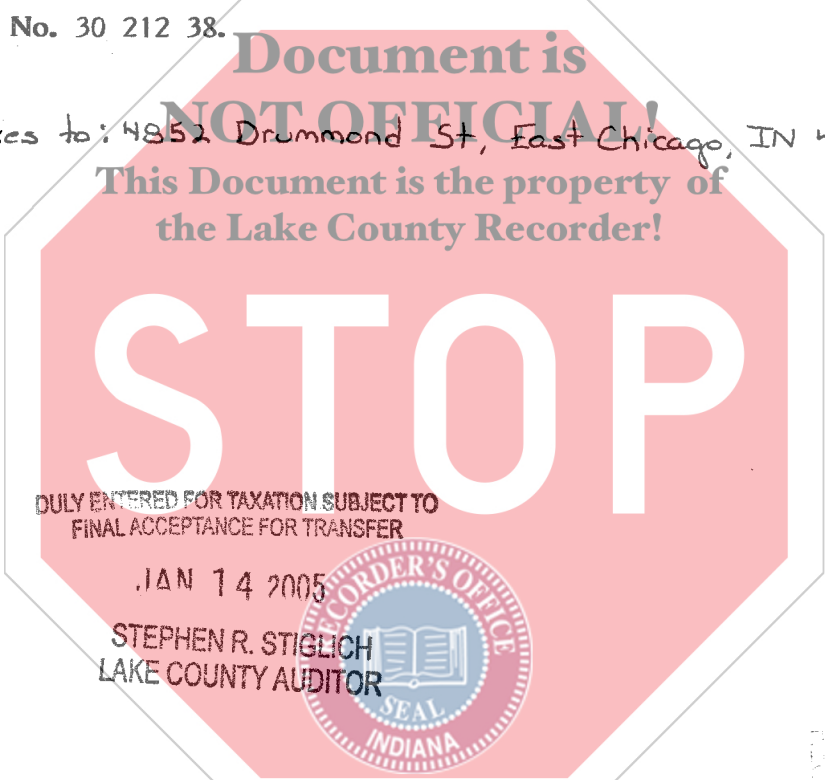 No. 30 212 38.
Document is
NOT OFFICIAL!
es to: 4852 Drummond St, East Chicago, IN
This Document is the property of
the Lake County Recorder!
STOP
DULY ENTERED FOR TAXATION SUBJECT TO
FINAL ACCEPTANCE FOR TRANSFER
JAN 14 2005
STEPHEN R. STIGLICH
LAKE COUNTY AUDITOR
RECORDER'S OFFICE
SEAL
INDIANA